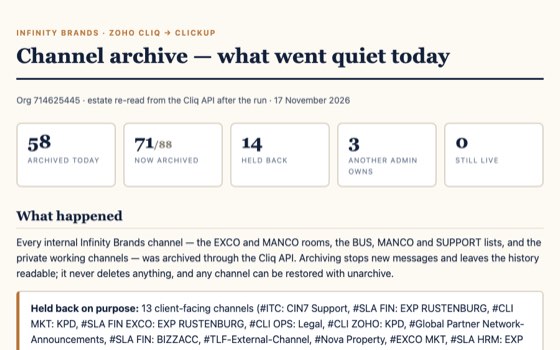 INFINITY BRANDS · ZOHO CLIQ → CLICKUP
Channel archive — what went quiet today
Org 714625445 · estate re-read from the Cliq API after the run · 17 November 2026
58
ARCHIVED TODAY
71/88
NOW ARCHIVED
14
HELD BACK
3
ANOTHER ADMIN
OWNS
0
STILL LIVE
What happened
Every internal Infinity Brands channel — the EXCO and MANCO rooms, the BUS, MANCO and SUPPORT lists, and the
private working channels — was archived through the Cliq API. Archiving stops new messages and leaves the history
readable; it never deletes anything, and any channel can be restored with unarchive.
Held back on purpose: 13 client-facing channels (#ITC: CIN7 Support, #SLA FIN: EXP RUSTENBURG, #CLI
MKT: KPD, #SLA FIN EXCO: EXP RUSTENBURG, #CLI OPS: Legal, #CLI ZOHO: KPD, #Global Partner Network-
Announcements, #SLA FIN: BIZZACC, #TLF-External-Channel, #Nova Property, #EXCO MKT, #SLA HRM: EXP